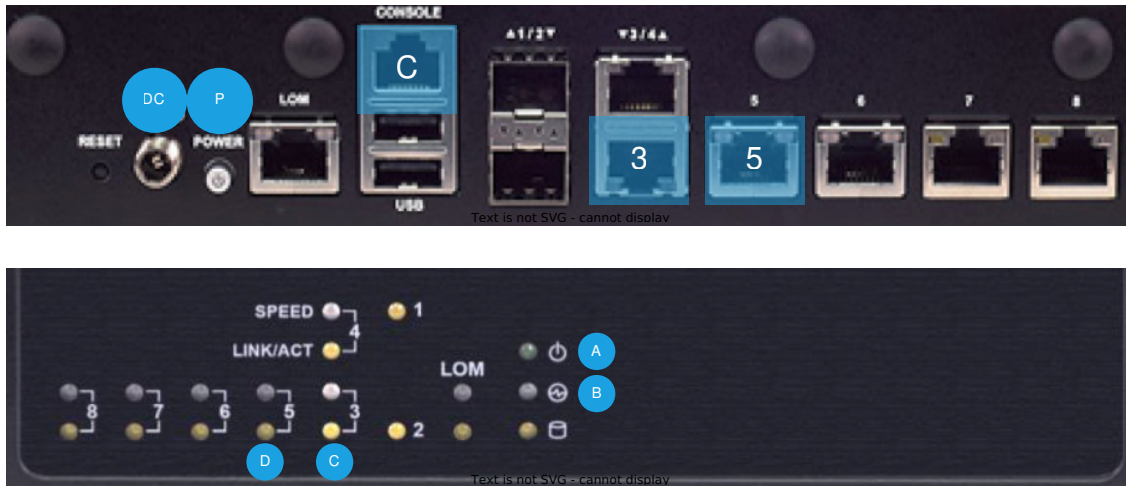 CONSOLE
▲1/2▼
▼3/4▲
C
DC
P
LOM
5
6
7
8
RESET
POWER
▼▲▼▲
3
5
USB
Text is not SVG - cannot display
SPEED
4
1
LINK/ACT
A
LOM
B
8
7
6
5
3
2
D
C
Text is not SVG - cannot display